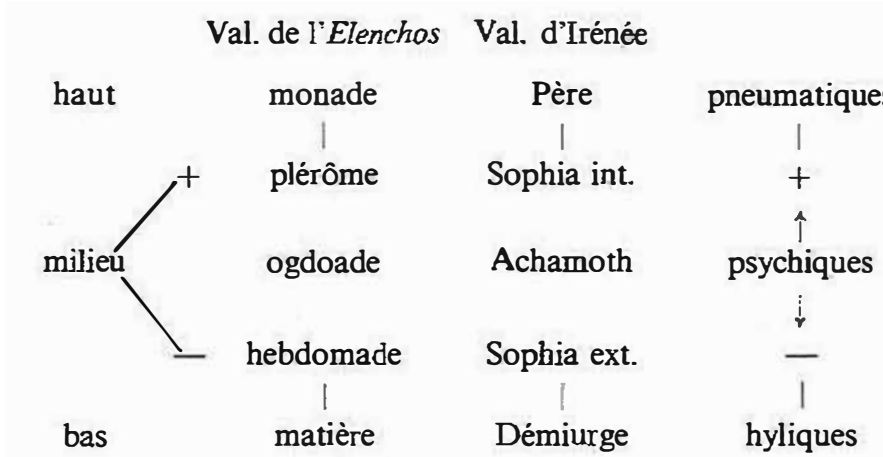 Val. de l'Elenchos Val. d'Irénée
haut monade Père pneumatiques
+ plérôme Sophia int. +
milieu ogdoade Achamoth psychiques
— hebdomade Sophia ext. —
bas matière Démiurge hyliques